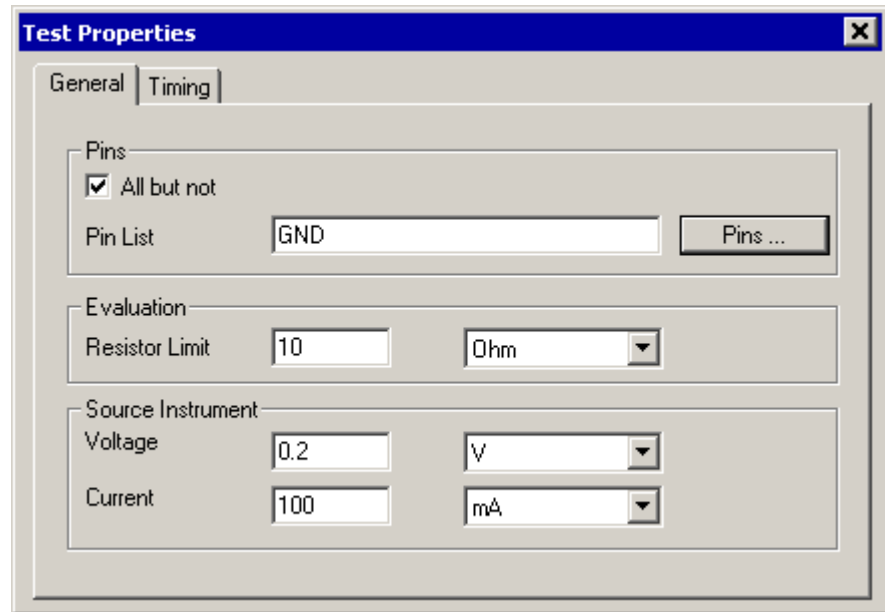 Test Properties
General Timing
Pins
All but not
Pin List GND Pins ...
Evaluation
Resistor Limit 10 Ohm
Source Instrument
Voltage 0.2 V
Current 100 mA